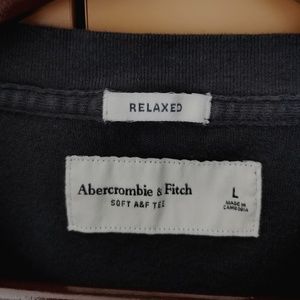 RELAXED
Abercrombie & Fitch
SOFT A&F TEE
L
MADE IN
CAMBODIA